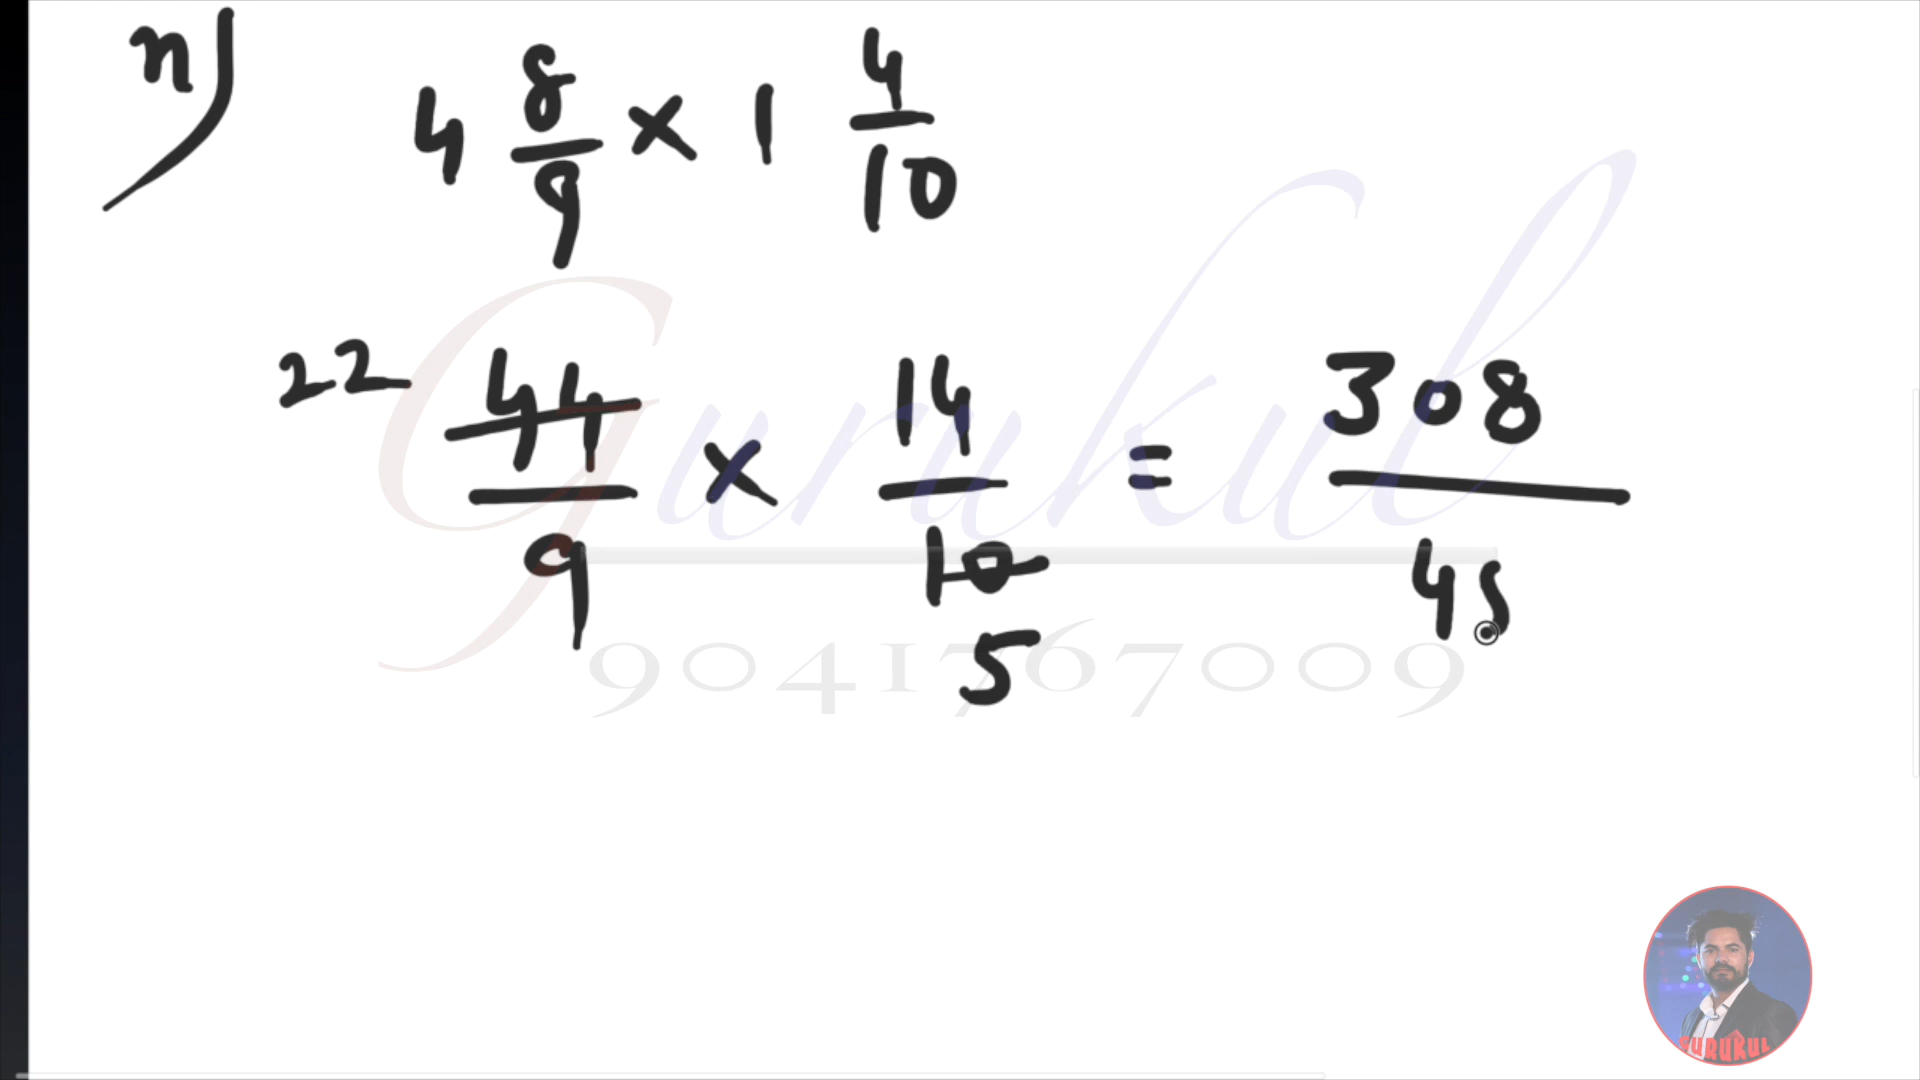 n)
4 8/9 × 1 4/10
22 44/9 × 14/10 = 308/45
5
Gurukul
9041767009
GURUKUL